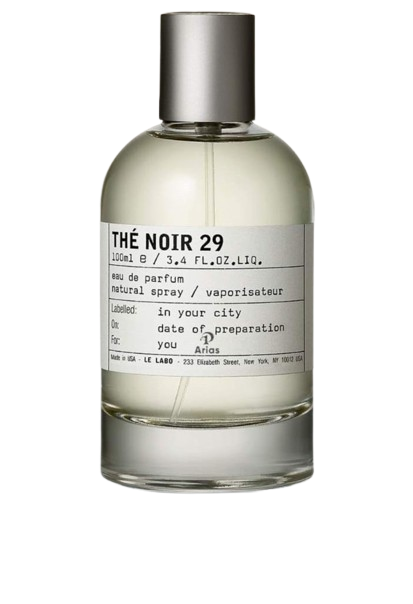 THÉ NOIR 29
100ml e / 3.4 FL.OZ.LIQ.
eau de parfum
natural spray / vaporisateur
Labelled: in your city
On: date of preparation
For: you
Arias
Made in USA - LE LABO - 233 Elizabeth Street, New York, NY 10012 USA